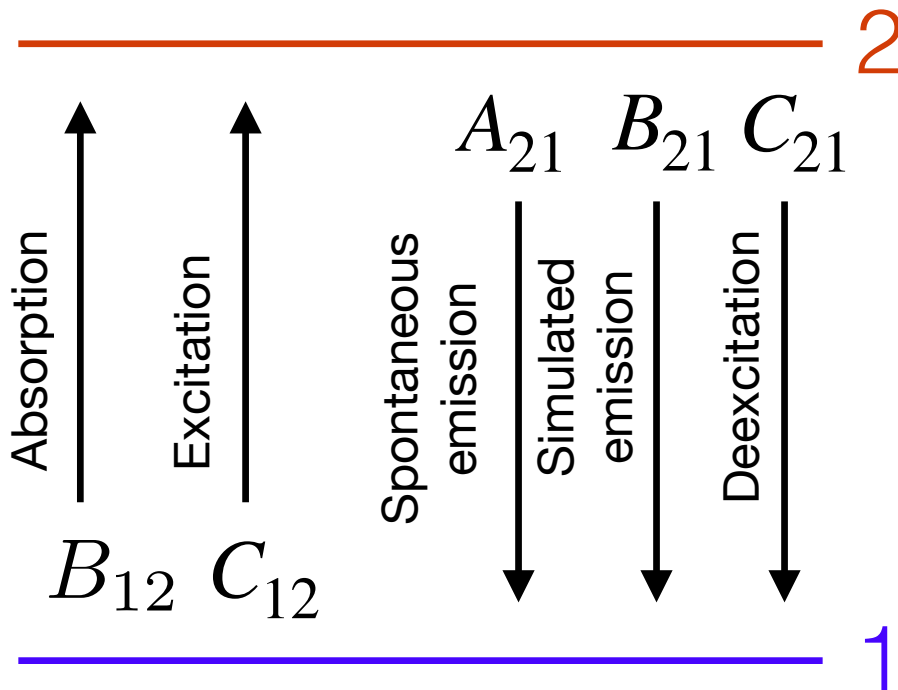 2
A21 B21 C21
Absorption
Excitation
Spontaneous
emission
Simulated
emission
Deexcitation
B12 C12
1